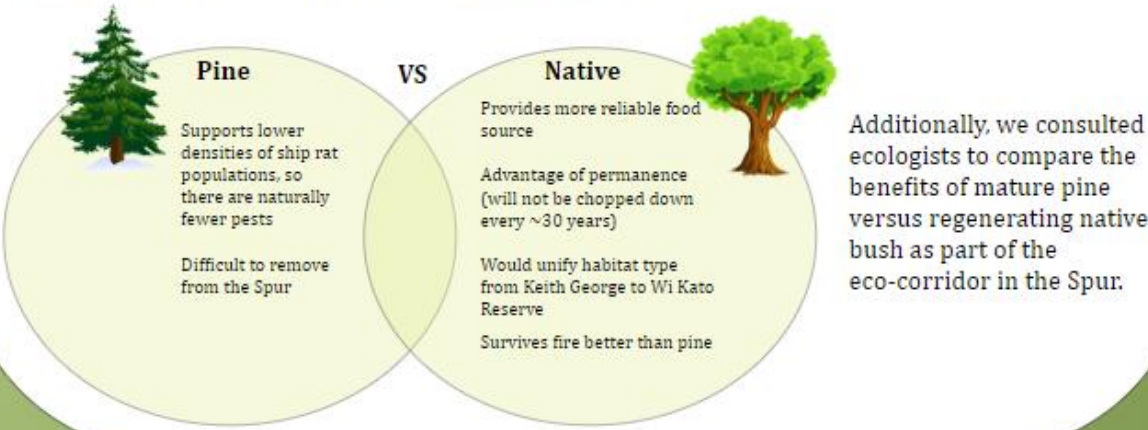 Pine
VS
Native
Supports lower
densities of ship rat
populations, so
there are naturally
fewer pests
Difficult to remove
from the Spur
Provides more reliable food
source
Advantage of permanence
(will not be chopped down
every ~30 years)
Would unify habitat type
from Keith George to Wi Kato
Reserve
Survives fire better than pine
Additionally, we consulted
ecologists to compare the
benefits of mature pine
versus regenerating native
bush as part of the
eco-corridor in the Spur.